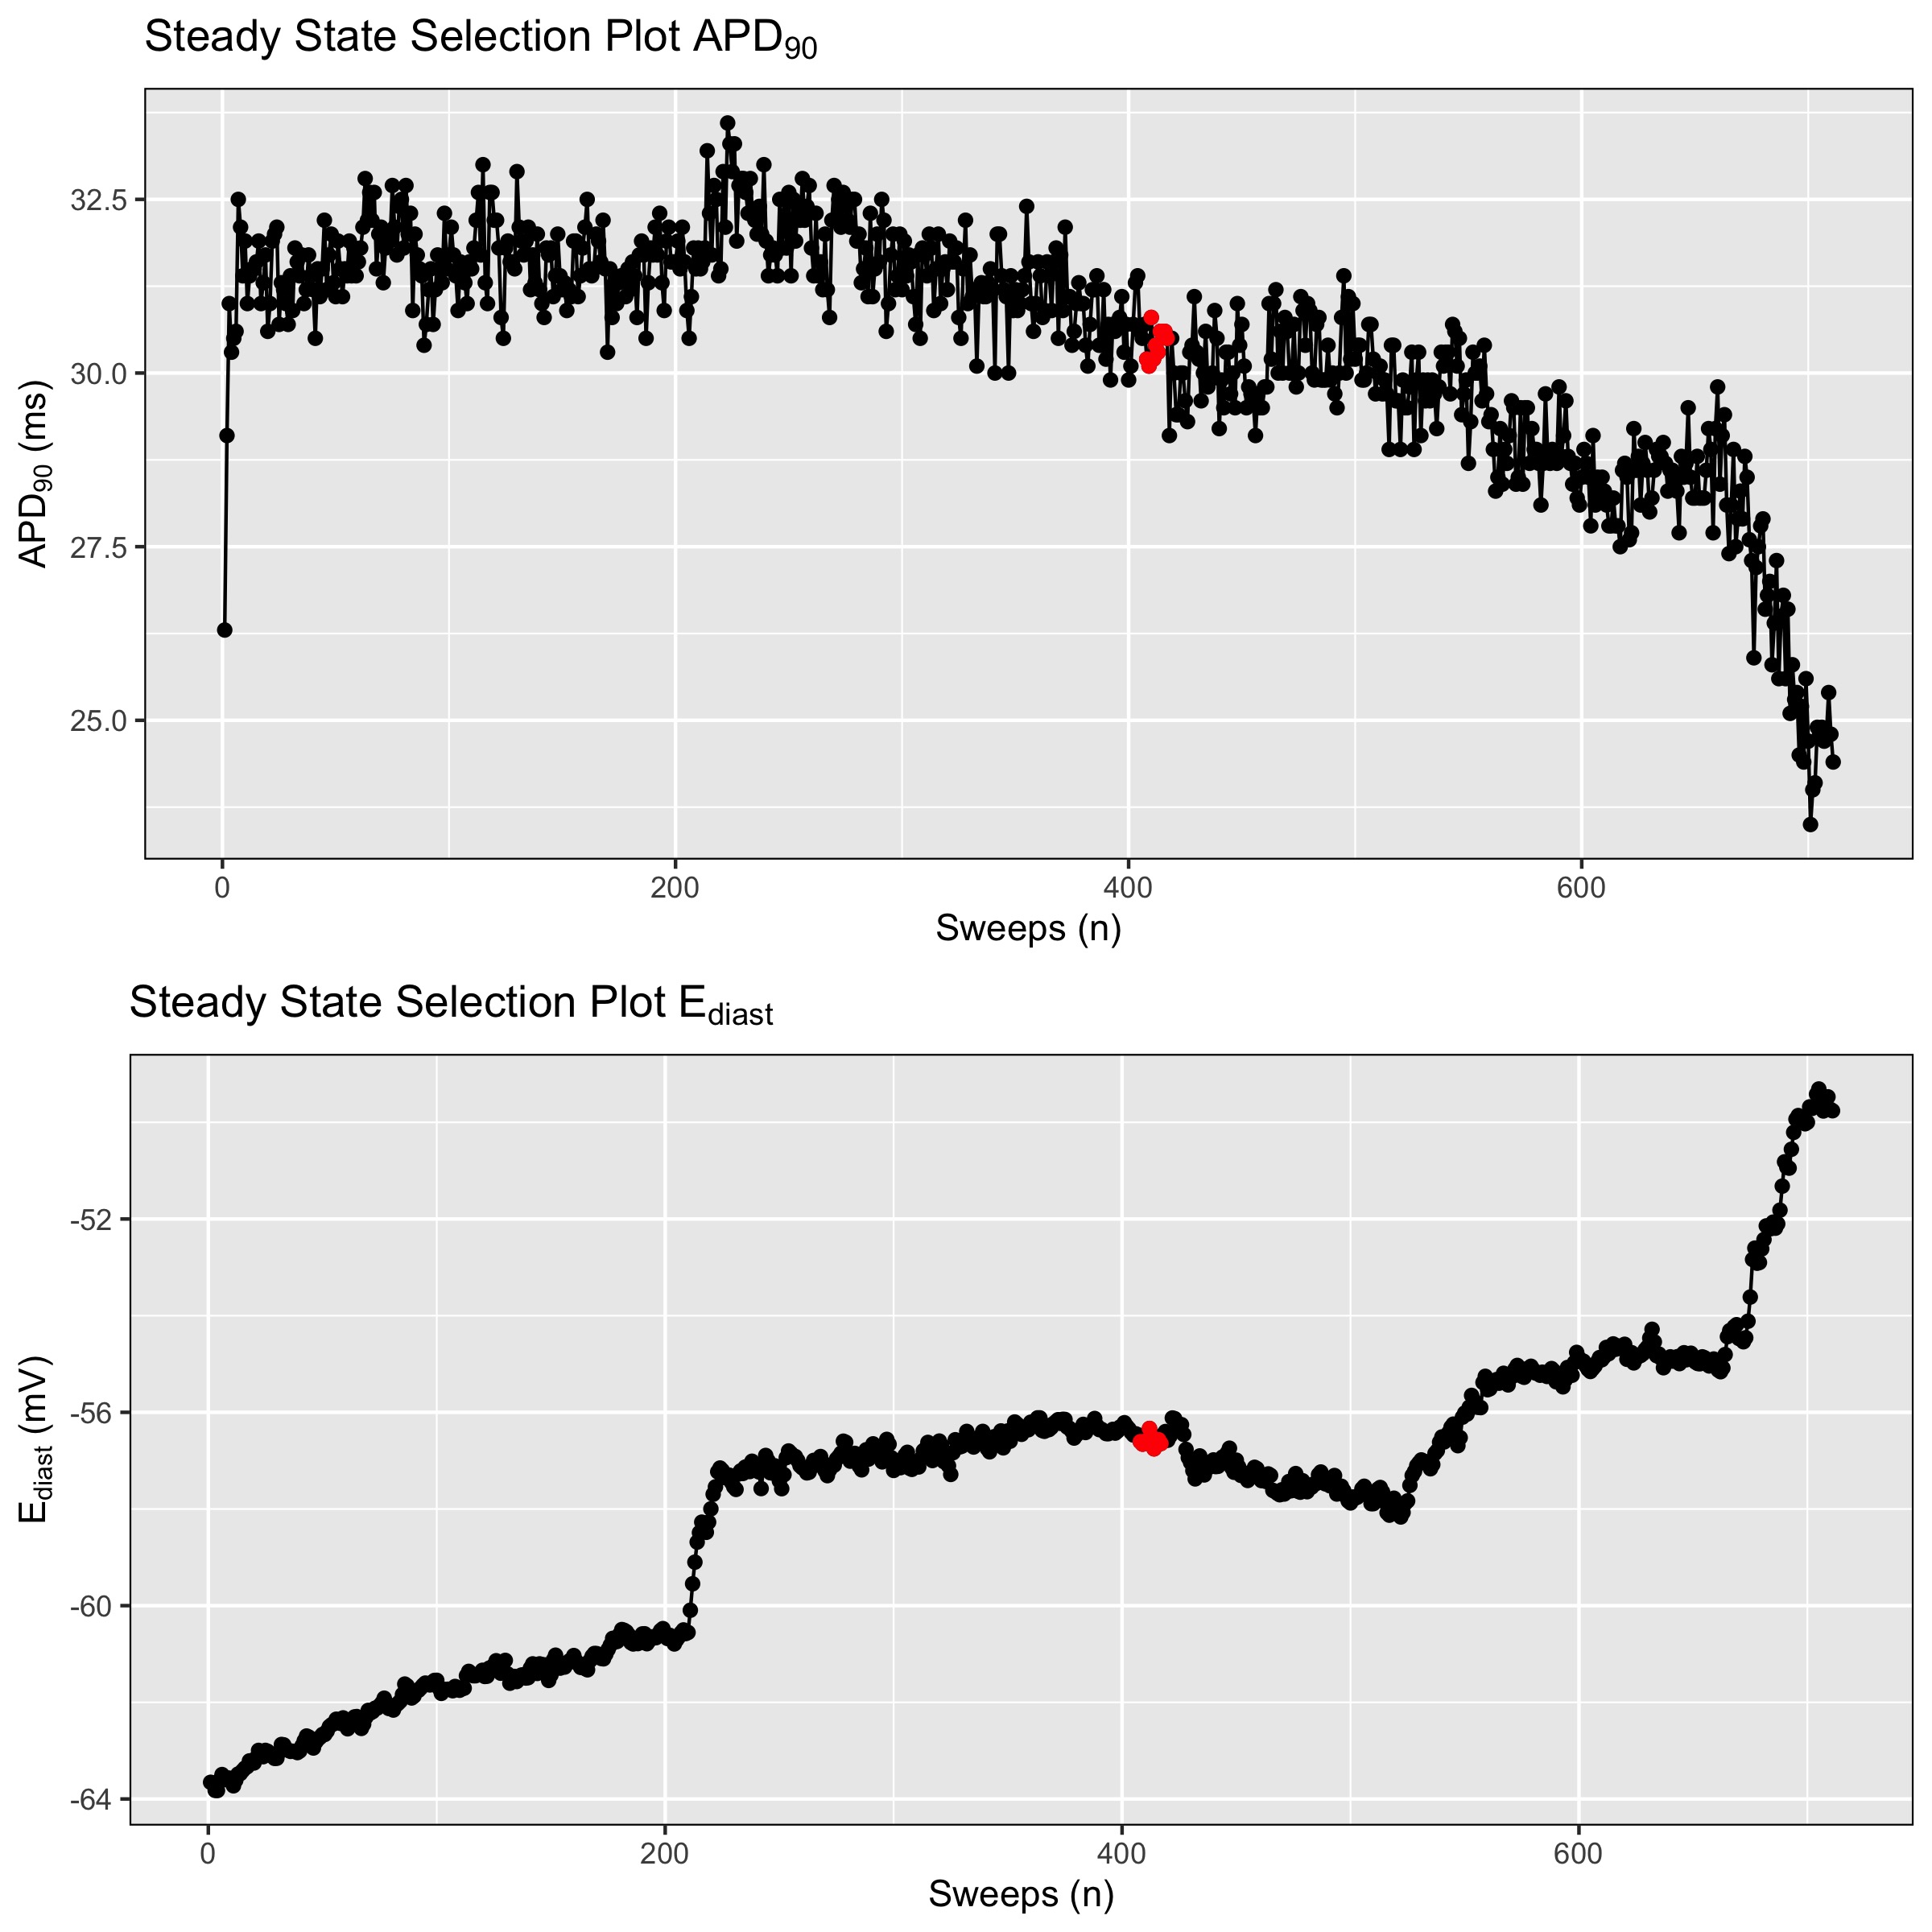 Steady State Selection Plot APD90
APD90 (ms)
32.5
30.0
27.5
25.0
0 200 400 600
Sweeps (n)
Steady State Selection Plot Ediast
Ediast (mV)
-52
-56
-60
-64
0 200 400 600
Sweeps (n)